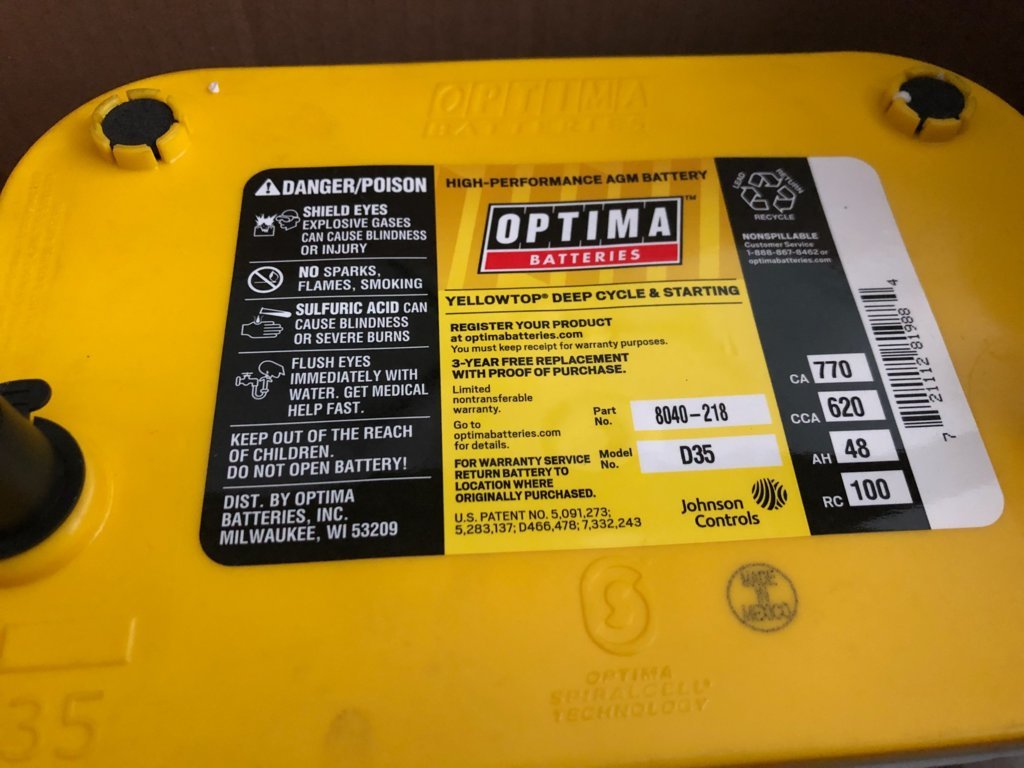 OPTIMA
BATTERIES
DANGER/POISON
SHIELD EYES
EXPLOSIVE GASES
CAN CAUSE BLINDNESS
OR INJURY
NO SPARKS,
FLAMES, SMOKING
SULFURIC ACID CAN
CAUSE BLINDNESS
OR SEVERE BURNS
FLUSH EYES
IMMEDIATELY WITH
WATER. GET MEDICAL
HELP FAST.
KEEP OUT OF THE REACH
OF CHILDREN.
DO NOT OPEN BATTERY!
DIST. BY OPTIMA
BATTERIES, INC.
MILWAUKEE, WI 53209
HIGH-PERFORMANCE AGM BATTERY
OPTIMA™
BATTERIES
YELLOWTOP® DEEP CYCLE & STARTING
REGISTER YOUR PRODUCT
at optimabatteries.com
You must keep receipt for warranty purposes.
3-YEAR FREE REPLACEMENT
WITH PROOF OF PURCHASE.
Limited
nontransferable
warranty.
Go to
optimabatteries.com
for details.
FOR WARRANTY SERVICE
RETURN BATTERY TO
LOCATION WHERE
ORIGINALLY PURCHASED.
U.S. PATENT NO. 5,091,273;
5,283,137; D466,478; 7,332,243
Part
No.
8040-218
Model
No.
D35
Johnson
Controls
LEAD
RETURN
RECYCLE
NONSPILLABLE
Customer Service
1-888-867-8462 or
optimabatteries.com
CA 770
CCA 620
AH 48
RC 100
7 21112 81988 4
MADE
IN
MEXICO
OPTIMA
SPIRALCELL®
TECHNOLOGY
35